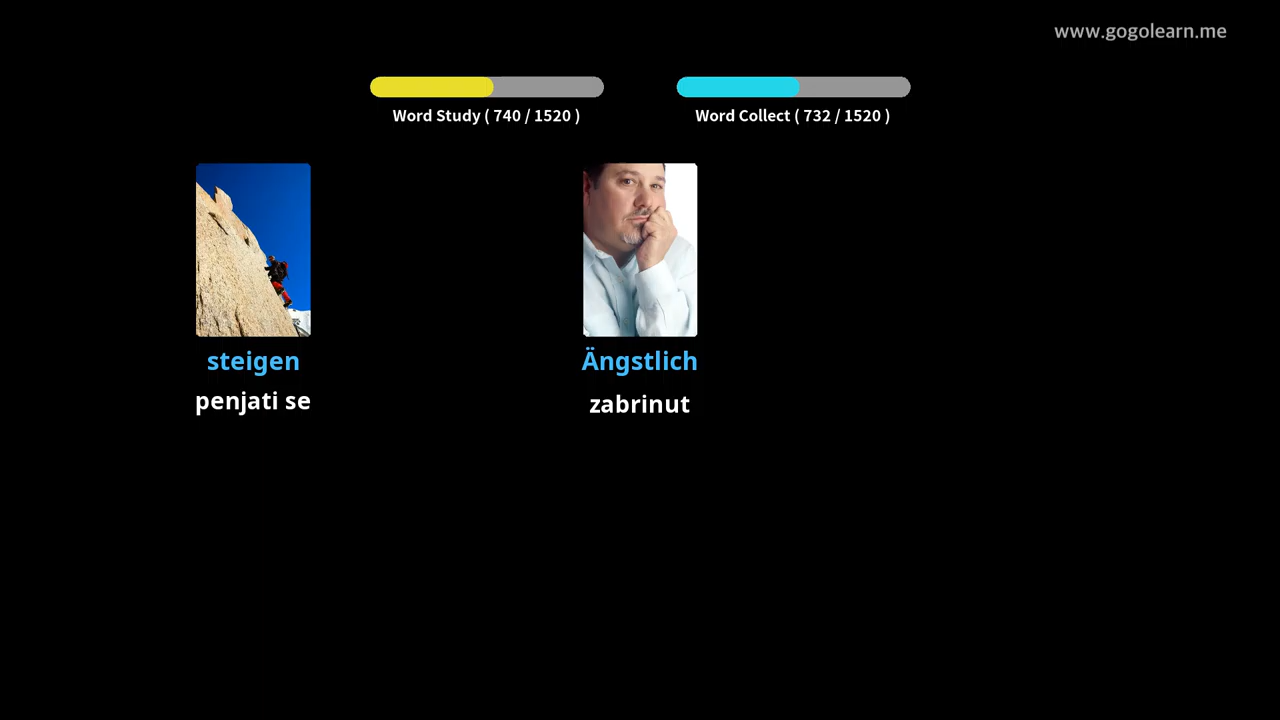 www.gogolearn.me
Word Study ( 740 / 1520 )
Word Collect ( 732 / 1520 )
steigen
penjati se
Ängstlich
zabrinut